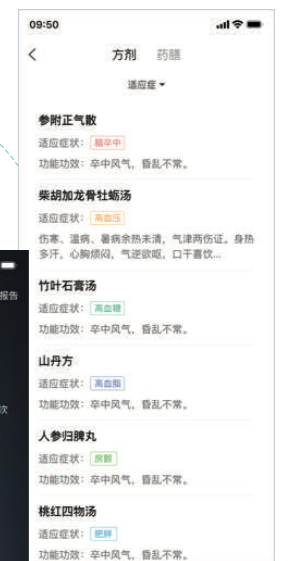 09:50
方剂 药膳
适应症
参附正气散
适应症状： 脑卒中
功能功效：卒中风气，昏乱不常。
柴胡加龙骨牡蛎汤
适应症状： 高血压
伤寒、温病、暑病余热未清，气津两伤证。身热
多汗，心胸烦闷，气逆欲呕，口干喜饮...
竹叶石膏汤
适应症状： 高血糖
功能功效：卒中风气，昏乱不常。
山丹方
适应症状： 高血脂
功能功效：卒中风气，昏乱不常。
人参归脾丸
适应症状： 房颤
功能功效：卒中风气，昏乱不常。
桃红四物汤
适应症状： 肥胖
功能功效：卒中风气，昏乱不常。
报告
次